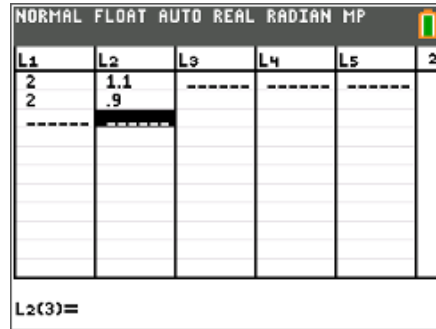 NORMAL FLOAT AUTO REAL RADIAN MP
L1 L2 L3 L4 L5 2
2 1.1 ------ ------ ------
2 .9
------ ------
L2(3)=